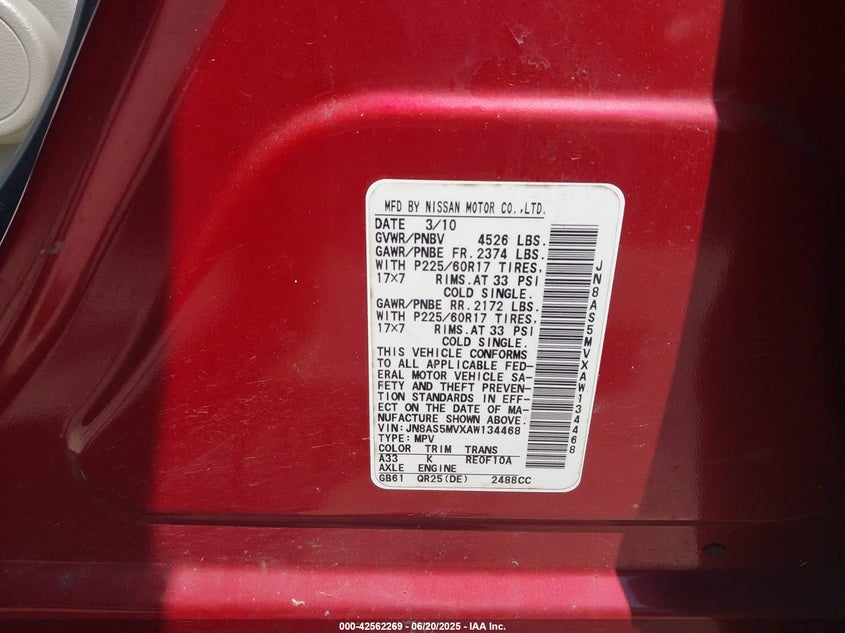 MFD BY NISSAN MOTOR CO.,LTD.
DATE 3/10
GVWR/PNBV 4526 LBS.
GAWR/PNBE FR.2374 LBS.
WITH P225/60R17 TIRES,
17×7 RIMS.AT 33 PSI
COLD SINGLE.
GAWR/PNBE RR.2172 LBS.
WITH P225/60R17 TIRES,
17×7 RIMS.AT 33 PSI
COLD SINGLE.
THIS VEHICLE CONFORMS
TO ALL APPLICABLE FED-
ERAL MOTOR VEHICLE SA-
FETY AND THEFT PREVEN-
TION STANDARDS IN EFF-
ECT ON THE DATE OF MA-
NUFACTURE SHOWN ABOVE.
VIN:JN8AS5MVXAW134468
TYPE:MPV
COLOR TRIM TRANS
A33 K RE0F10A
AXLE ENGINE
GB61 QR25(DE) 2488CC
JN8AS5MVXAW134468
000-42562269 | 06/20/2025 - IAA Inc.